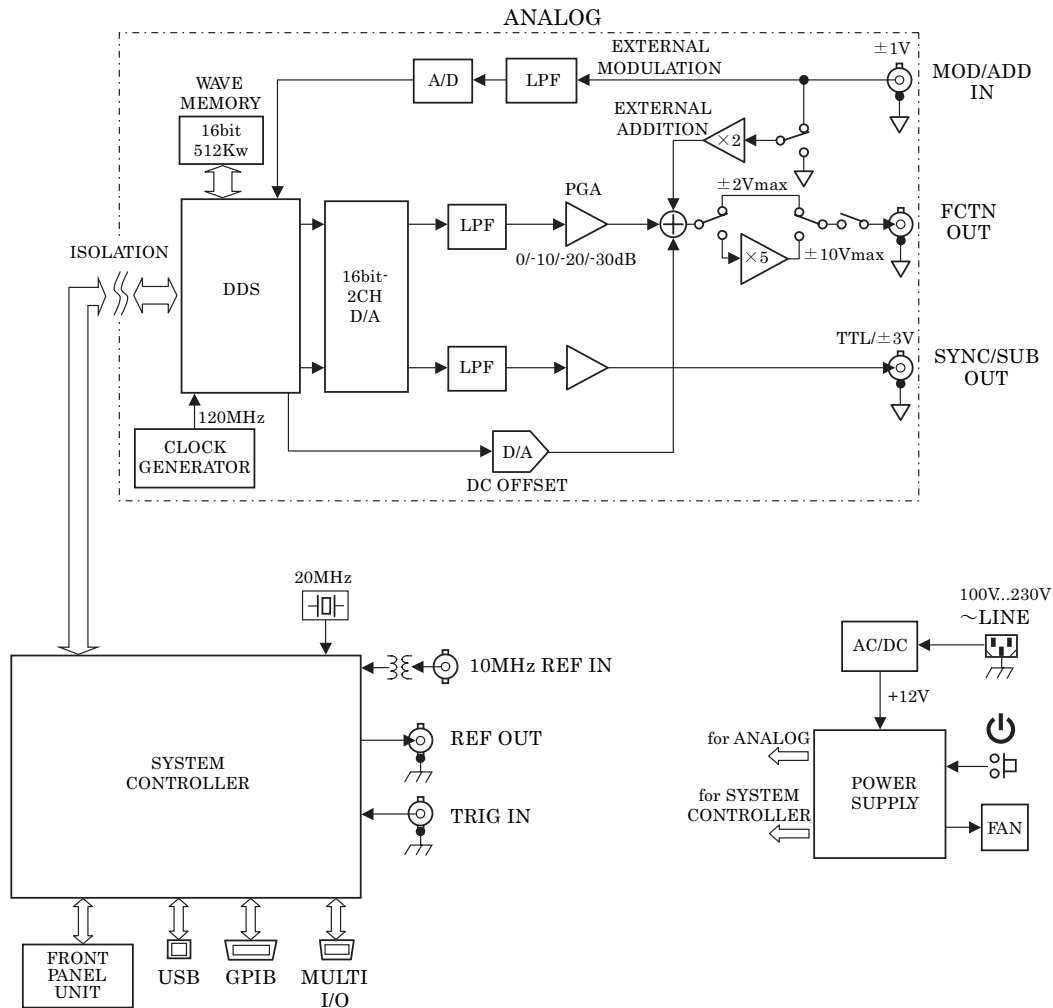 ANALOG
EXTERNAL
MODULATION
±1V
MOD/ADD
IN
A/D
LPF
WAVE
MEMORY
16bit
512Kw
EXTERNAL
ADDITION
×2
±2Vmax
PGA
LPF
FCTN
OUT
ISOLATION
DDS
16bit-
2CH
D/A
0/-10/-20/-30dB
×5
±10Vmax
TTL/±3V
LPF
SYNC/SUB
OUT
120MHz
CLOCK
GENERATOR
D/A
DC OFFSET
20MHz
100V...230V
～LINE
AC/DC
10MHz REF IN
+12V
REF OUT
for ANALOG
SYSTEM
CONTROLLER
POWER
SUPPLY
for SYSTEM
CONTROLLER
TRIG IN
FAN
FRONT
PANEL
UNIT
USB
GPIB
MULTI
I/O